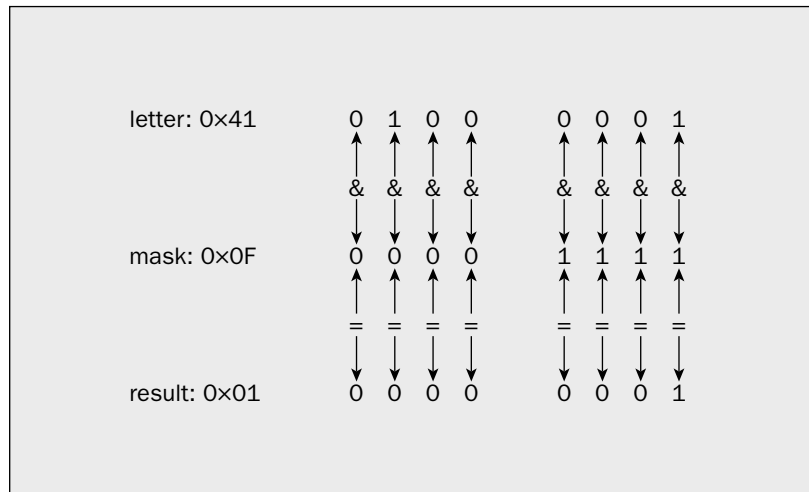 letter: 0×41 0 1 0 0 0 0 0 1
& & & & & & & &
mask: 0×0F 0 0 0 0 1 1 1 1
= = = = = = = =
result: 0×01 0 0 0 0 0 0 0 1